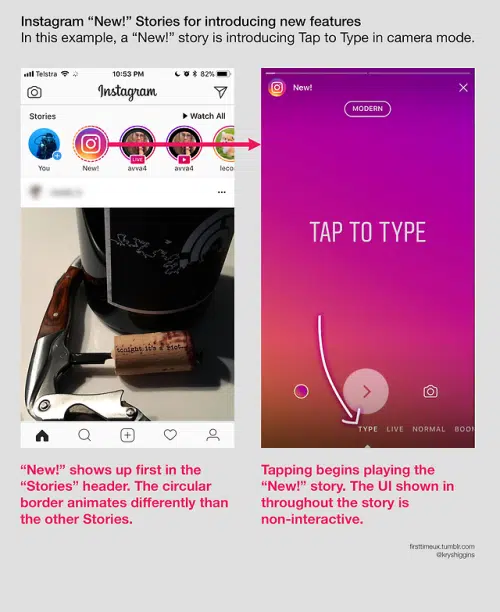 Instagram “New!” Stories for introducing new features
In this example, a “New!” story is introducing Tap to Type in camera mode.
Telstra 10:53 PM 82%
Instagram
Stories ▶ Watch All
LIVE
You New! avva4 avva4 leco
tonight it's a riot
“New!” shows up first in the
“Stories” header. The circular
border animates differently than
the other Stories.
New!
MODERN
TAP TO TYPE
TYPE LIVE NORMAL BOOM
Tapping begins playing the
“New!” story. The UI shown in
throughout the story is
non-interactive.
firsttimeux.tumblr.com
@kryshiggins